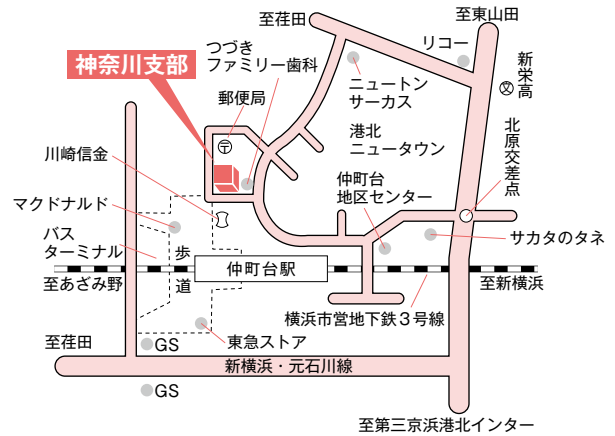 至荏田
至東山田
つづき
ファミリー歯科
リコー
新栄高
神奈川支部
ニュートン
サーカス
郵便局
〒
文
港北
ニュータウン
北原交差点
川崎信金
仲町台
地区センター
マクドナルド
サカタのタネ
バス
ターミナル
歩道
仲町台駅
至あざみ野
至新横浜
横浜市営地下鉄3号線
東急ストア
至荏田
GS
新横浜・元石川線
GS
至第三京浜港北インター